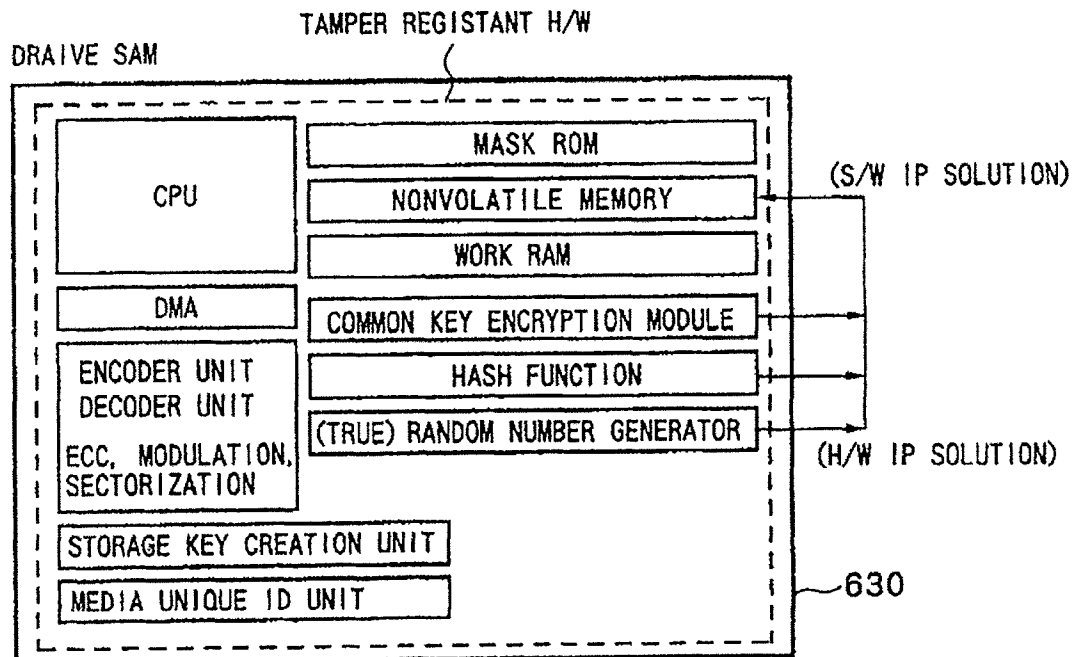 TAMPER REGISTANT H/W
DRAIVE SAM
CPU
MASK ROM
NONVOLATILE MEMORY
WORK RAM
(S/W IP SOLUTION)
DMA
COMMON KEY ENCRYPTION MODULE
ENCODER UNIT
DECODER UNIT
ECC, MODULATION,
SECTORIZATION
HASH FUNCTION
(TRUE) RANDOM NUMBER GENERATOR
(H/W IP SOLUTION)
STORAGE KEY CREATION UNIT
MEDIA UNIQUE ID UNIT
630